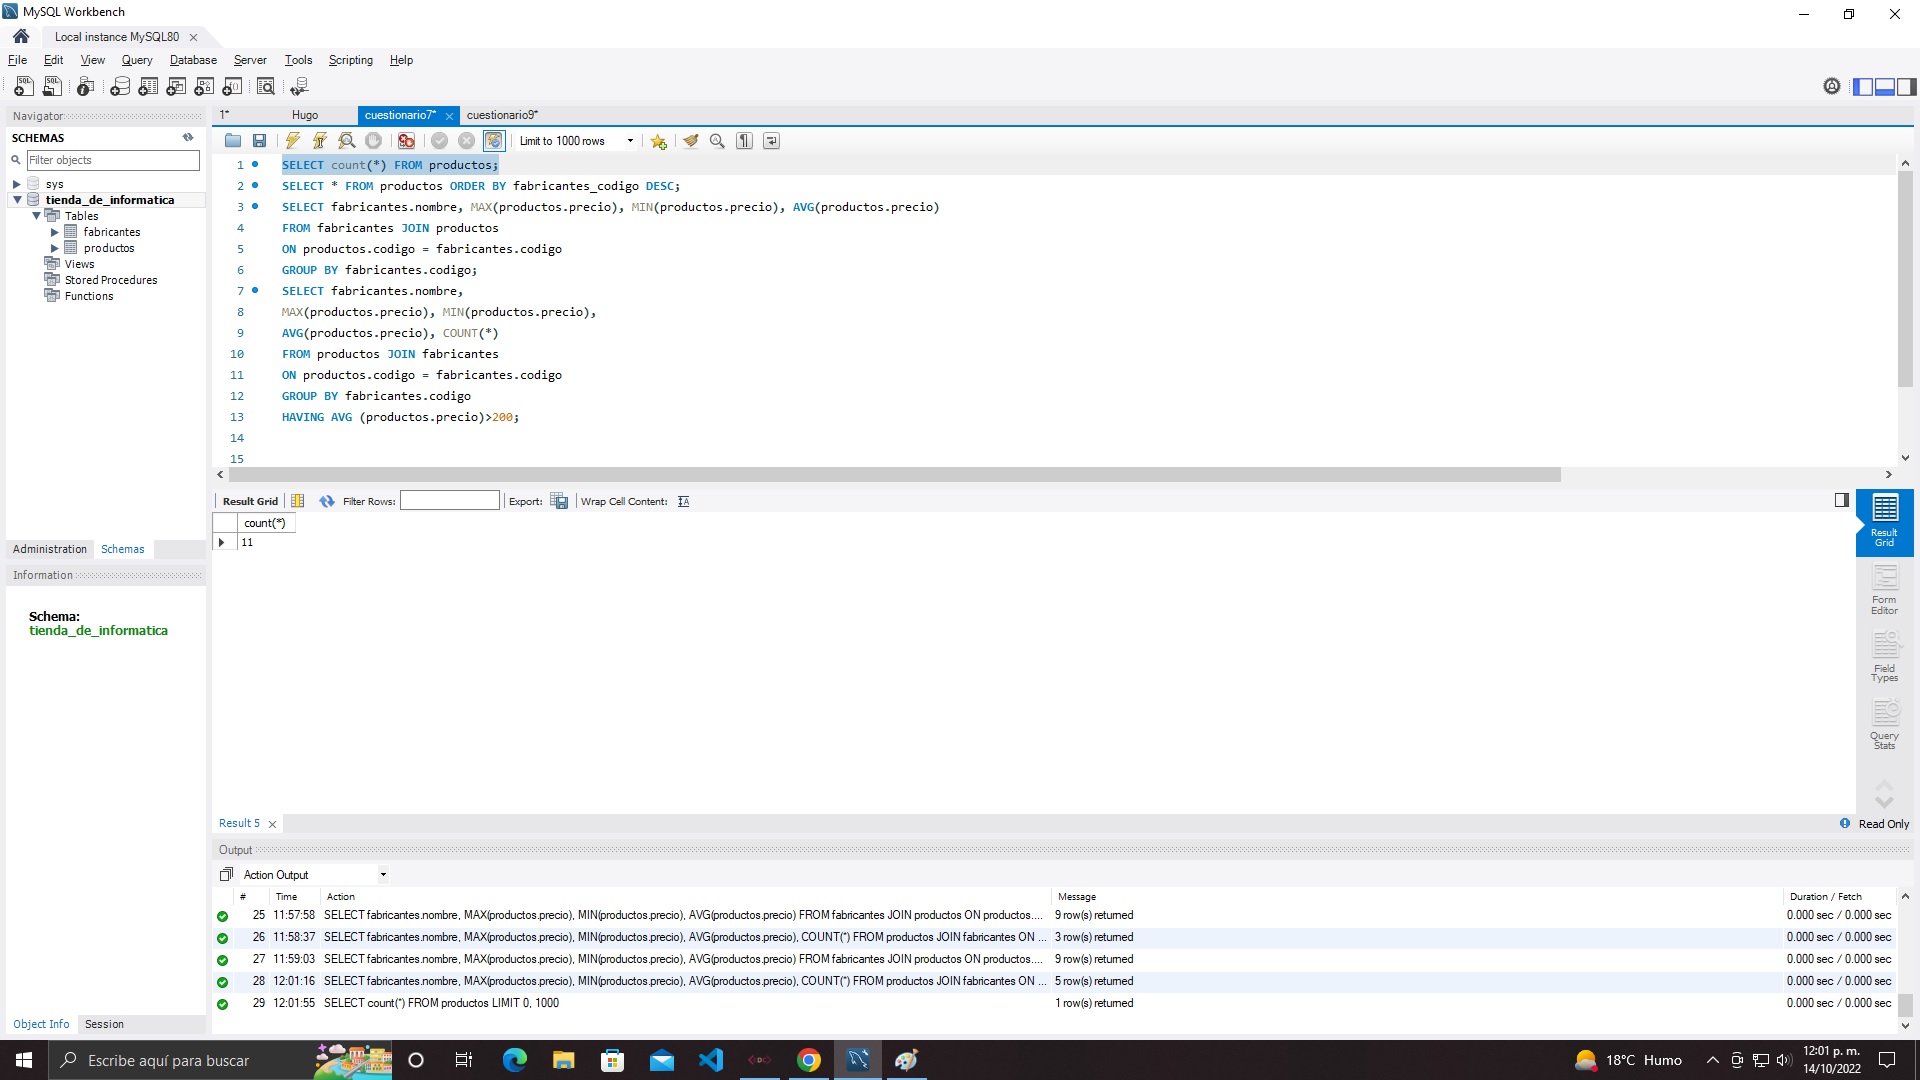 MySQL Workbench
Local instance MySQL80
File Edit View Query Database Server Tools Scripting Help
Navigator
SCHEMAS
Filter objects
sys
tienda_de_informatica
Tables
fabricantes
productos
Views
Stored Procedures
Functions
Administration Schemas
Information
Schema:
tienda_de_informatica
Object Info Session
1* Hugo cuestionario7* cuestionario9*
Limit to 1000 rows
1 SELECT count(*) FROM productos;
2 SELECT * FROM productos ORDER BY fabricantes_codigo DESC;
3 SELECT fabricantes.nombre, MAX(productos.precio), MIN(productos.precio), AVG(productos.precio)
4 FROM fabricantes JOIN productos
5 ON productos.codigo = fabricantes.codigo
6 GROUP BY fabricantes.codigo;
7 SELECT fabricantes.nombre,
8 MAX(productos.precio), MIN(productos.precio),
9 AVG(productos.precio), COUNT(*)
10 FROM productos JOIN fabricantes
11 ON productos.codigo = fabricantes.codigo
12 GROUP BY fabricantes.codigo
13 HAVING AVG (productos.precio)>200;
14
15
Result Grid Filter Rows: Export: Wrap Cell Content:
count(*)
11
Result Grid
Form Editor
Field Types
Query Stats
Result 5 Read Only
Output
Action Output
# Time Action Message Duration / Fetch
25 11:57:58 SELECT fabricantes.nombre, MAX(productos.precio), MIN(productos.precio), AVG(productos.precio) FROM fabricantes JOIN productos ON productos.... 9 row(s) returned 0.000 sec / 0.000 sec
26 11:58:37 SELECT fabricantes.nombre, MAX(productos.precio), MIN(productos.precio), AVG(productos.precio), COUNT(*) FROM productos JOIN fabricantes ON ... 3 row(s) returned 0.000 sec / 0.000 sec
27 11:59:03 SELECT fabricantes.nombre, MAX(productos.precio), MIN(productos.precio), AVG(productos.precio) FROM fabricantes JOIN productos ON productos.... 9 row(s) returned 0.000 sec / 0.000 sec
28 12:01:16 SELECT fabricantes.nombre, MAX(productos.precio), MIN(productos.precio), AVG(productos.precio), COUNT(*) FROM productos JOIN fabricantes ON ... 5 row(s) returned 0.000 sec / 0.000 sec
29 12:01:55 SELECT count(*) FROM productos LIMIT 0, 1000 1 row(s) returned 0.000 sec / 0.000 sec
Escribe aquí para buscar
18°C Humo
12:01 p. m.
14/10/2022